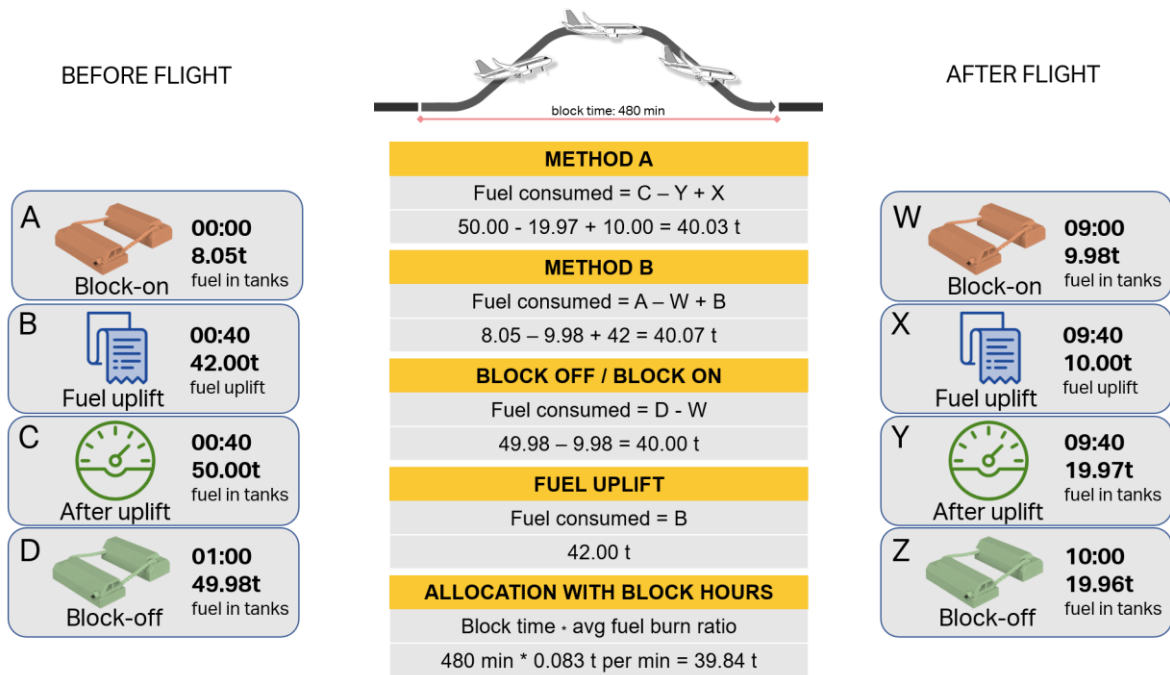 BEFORE FLIGHT
A
00:00
8.05t
fuel in tanks
Block-on
B
00:40
42.00t
fuel uplift
Fuel uplift
C
00:40
50.00t
fuel in tanks
After uplift
D
01:00
49.98t
fuel in tanks
Block-off
block time: 480 min
METHOD A
Fuel consumed = C – Y + X
50.00 - 19.97 + 10.00 = 40.03 t
METHOD B
Fuel consumed = A – W + B
8.05 – 9.98 + 42 = 40.07 t
BLOCK OFF / BLOCK ON
Fuel consumed = D - W
49.98 – 9.98 = 40.00 t
FUEL UPLIFT
Fuel consumed = B
42.00 t
ALLOCATION WITH BLOCK HOURS
Block time * avg fuel burn ratio
480 min * 0.083 t per min = 39.84 t
AFTER FLIGHT
W
09:00
9.98t
fuel in tanks
Block-on
X
09:40
10.00t
fuel uplift
Fuel uplift
Y
09:40
19.97t
fuel in tanks
After uplift
Z
10:00
19.96t
fuel in tanks
Block-off